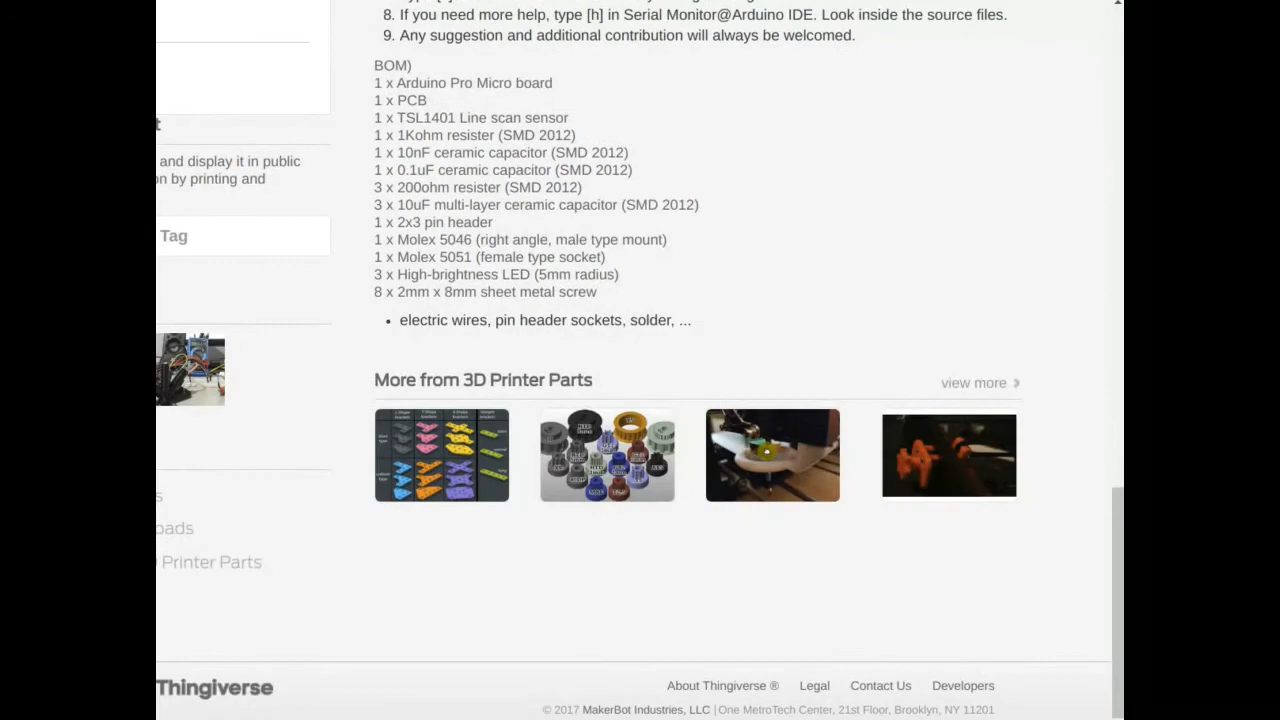 8. If you need more help, type [h] in Serial Monitor@Arduino IDE. Look inside the source files.
9. Any suggestion and additional contribution will always be welcomed.
BOM)
1 x Arduino Pro Micro board
1 x PCB
1 x TSL1401 Line scan sensor
1 x 1Kohm resister (SMD 2012)
1 x 10nF ceramic capacitor (SMD 2012)
1 x 0.1uF ceramic capacitor (SMD 2012)
3 x 200ohm resister (SMD 2012)
3 x 10uF multi-layer ceramic capacitor (SMD 2012)
1 x 2x3 pin header
1 x Molex 5046 (right angle, male type mount)
1 x Molex 5051 (female type socket)
3 x High-brightness LED (5mm radius)
8 x 2mm x 8mm sheet metal screw
• electric wires, pin header sockets, solder, ...
and display it in public
on by printing and
Tag
More from 3D Printer Parts
view more »
oads
Printer Parts
Thingiverse
About Thingiverse ® Legal Contact Us Developers
© 2017 MakerBot Industries, LLC | One MetroTech Center, 21st Floor, Brooklyn, NY 11201